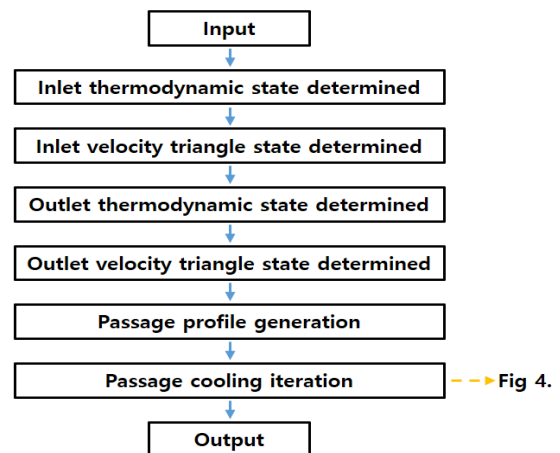 Input
Inlet thermodynamic state determined
Inlet velocity triangle state determined
Outlet thermodynamic state determined
Outlet velocity triangle state determined
Passage profile generation
Passage cooling iteration
Fig 4.
Output